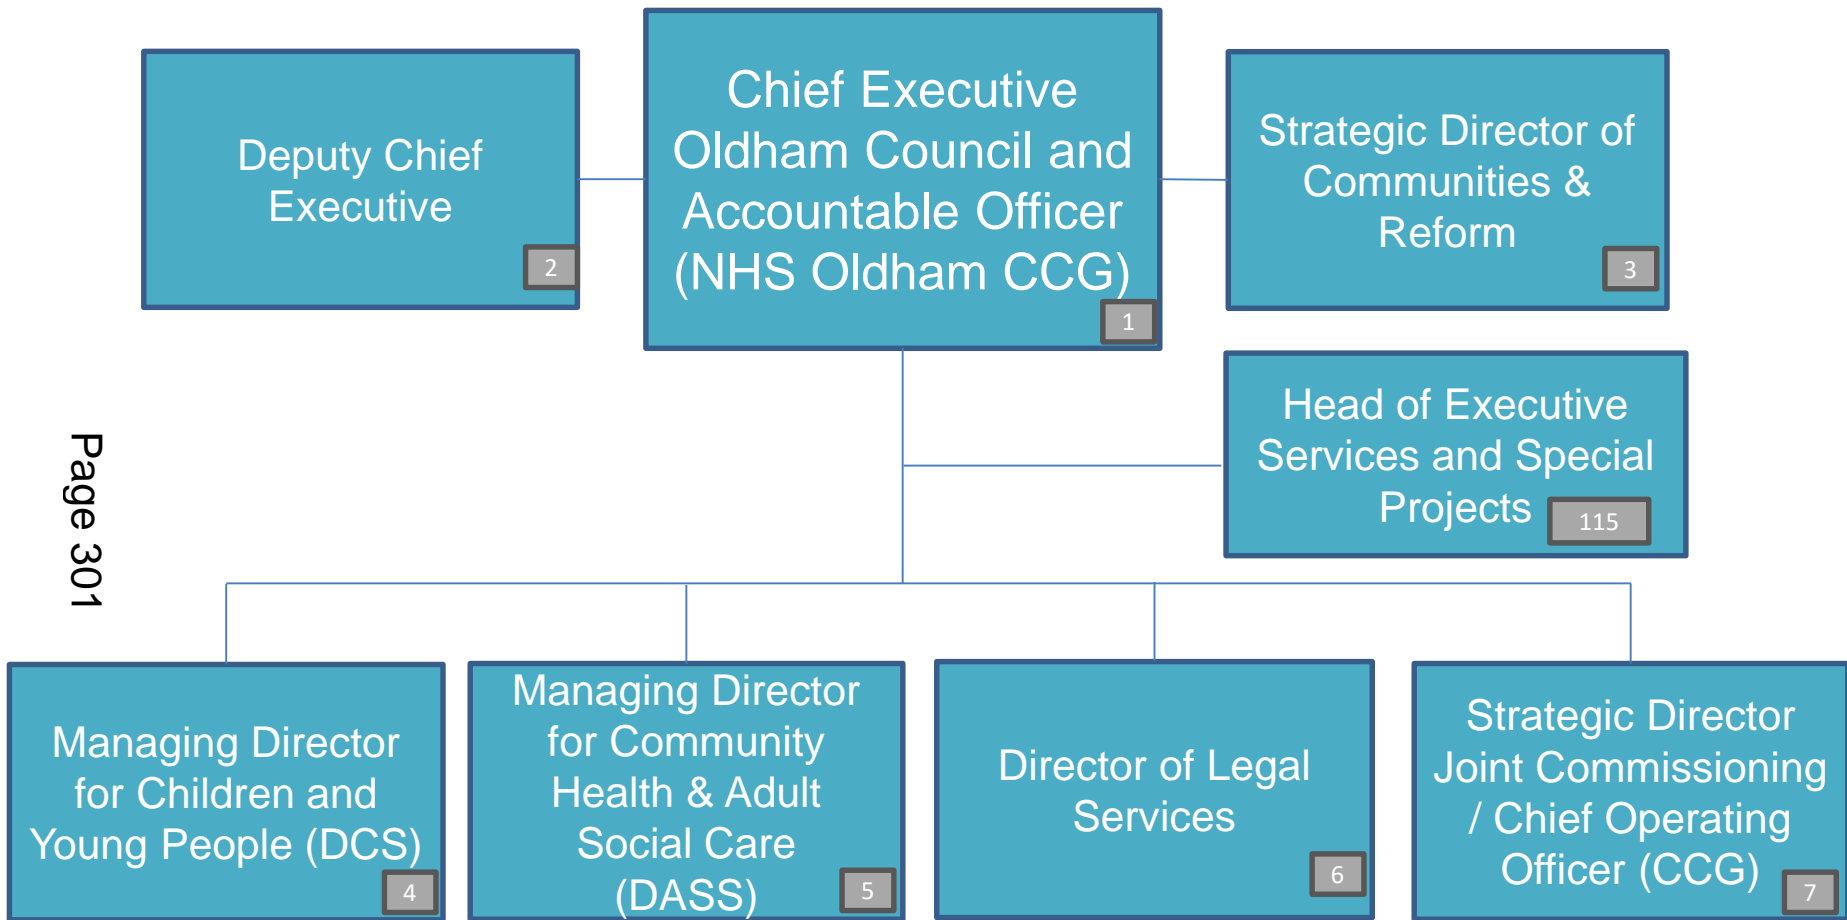 Deputy Chief
Executive
2
Chief Executive
Oldham Council and
Accountable Officer
(NHS Oldham CCG)
1
Strategic Director of
Communities &
Reform
3
Head of Executive
Services and Special
Projects
115
Page 301
Managing Director
for Children and
Young People (DCS)
4
Managing Director
for Community
Health & Adult
Social Care
(DASS)
5
Director of Legal
Services
6
Strategic Director
Joint Commissioning
/ Chief Operating
Officer (CCG)
7